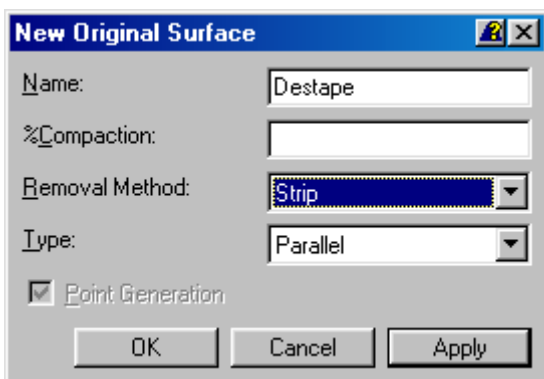 New Original Surface
Name: Destape
%Compaction:
Removal Method: Strip
Type: Parallel
Point Generation
OK Cancel Apply